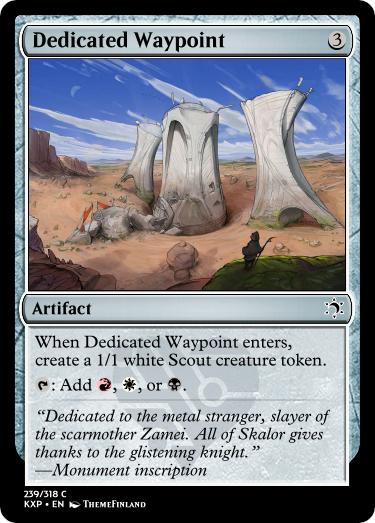 Dedicated Waypoint 3
Artifact
When Dedicated Waypoint enters,
create a 1/1 white Scout creature token.
: Add , , or .
“Dedicated to the metal stranger, slayer of
the scarmother Zamei. All of Skalor gives
thanks to the glistening knight.”
—Monument inscription
239/318 C
KXP • EN ThemeFinland